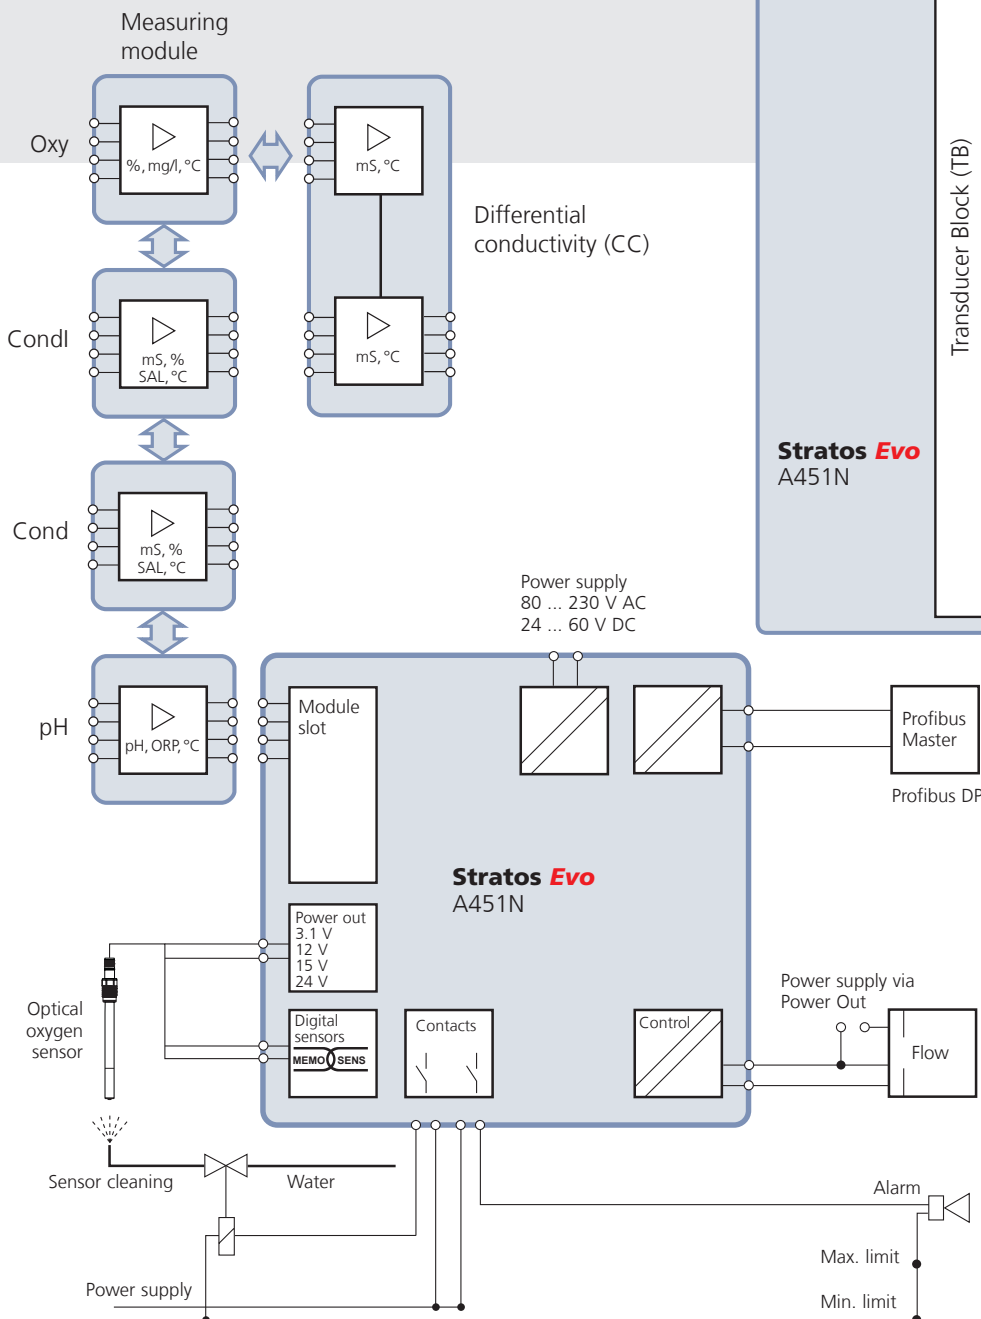 Measuring
module
Oxy
%, mg/l, °C
mS, °C
Differential
conductivity (CC)
Transducer Block (TB)
CondI
mS, %
SAL, °C
mS, °C
Stratos Evo
A451N
Cond
mS, %
SAL, °C
Power supply
80 ... 230 V AC
24 ... 60 V DC
pH
pH, ORP, °C
Module
slot
Profibus
Master
Profibus DP
Stratos Evo
A451N
Power out
3.1 V
12 V
15 V
24 V
Optical
oxygen
sensor
Digital
sensors
MEMO SENS
Contacts
Control
Power supply via
Power Out
Flow
Sensor cleaning
Water
Alarm
Max. limit
Power supply
Min. limit